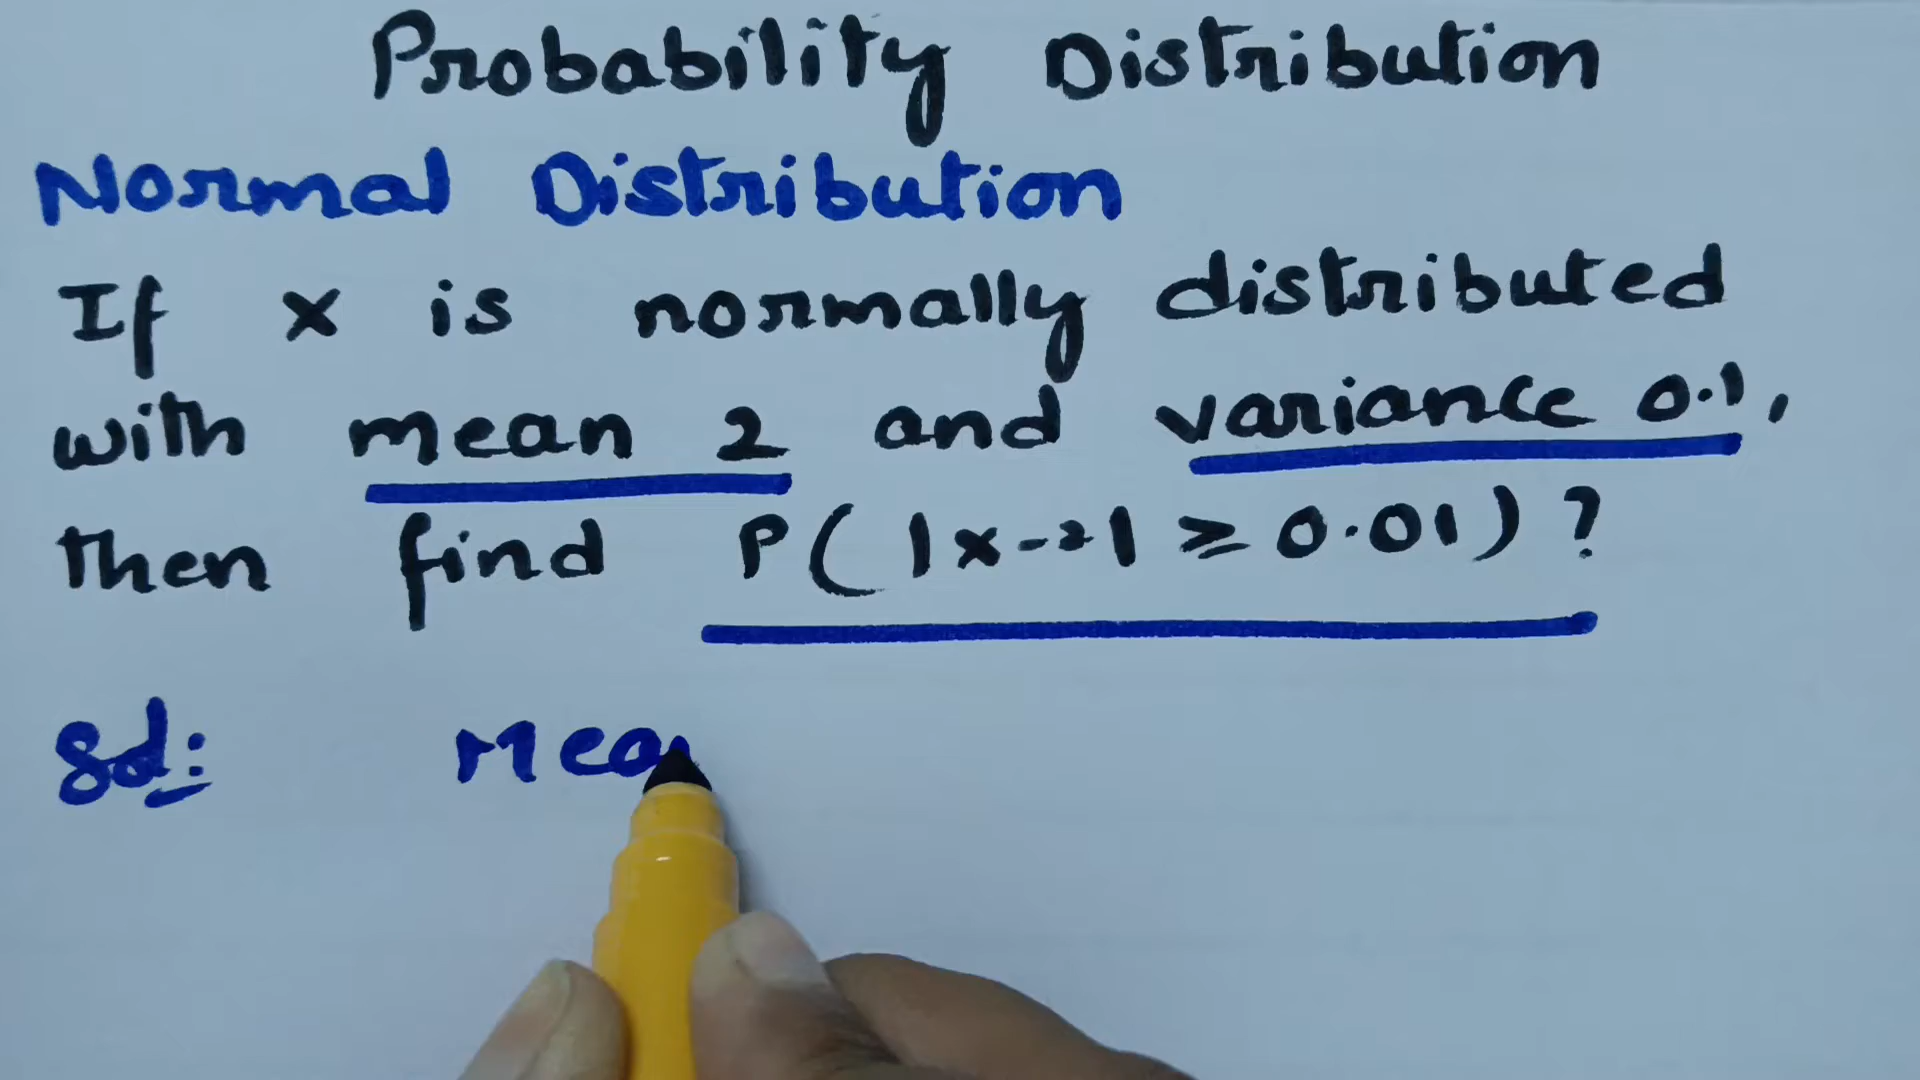 Probability Distribution
Normal Distribution
If x is normally distributed
with mean 2 and variance 0.1,
then find P(|x-2| ≥ 0.01)?
Sol: Mea